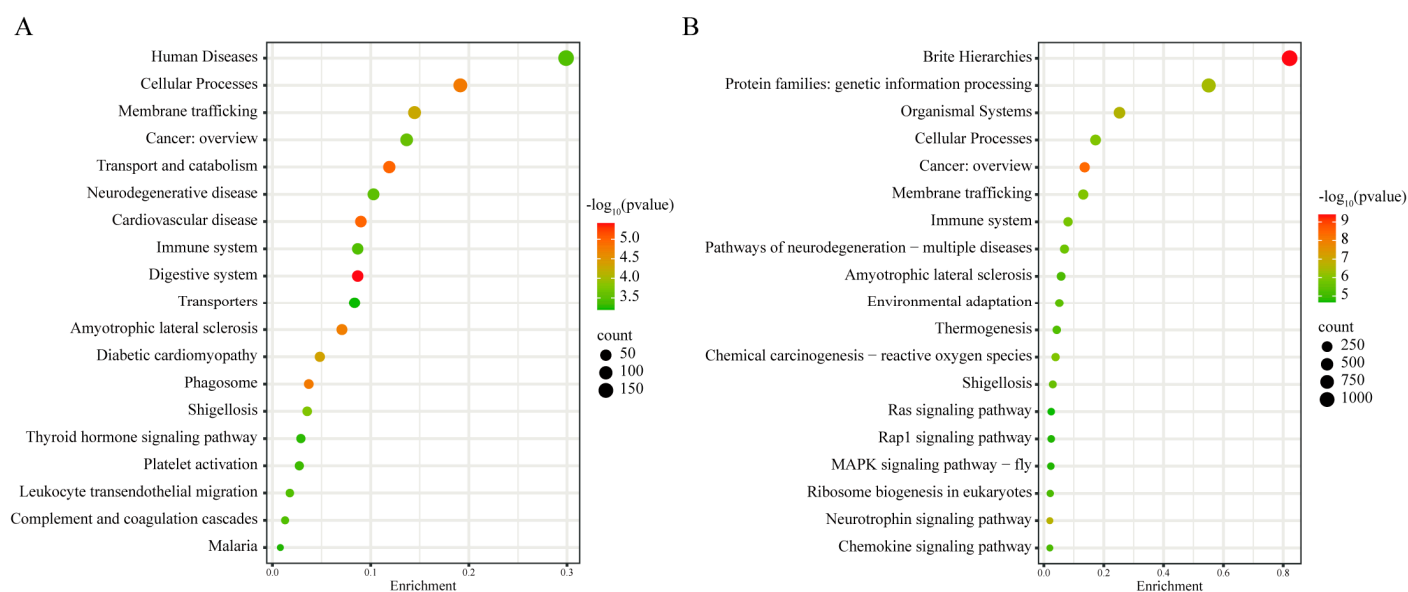 A
Human Diseases
Cellular Processes
Membrane trafficking
Cancer: overview
Transport and catabolism
Neurodegenerative disease
Cardiovascular disease
Immune system
Digestive system
Transporters
Amyotrophic lateral sclerosis
Diabetic cardiomyopathy
Phagosome
Shigellosis
Thyroid hormone signaling pathway
Platelet activation
Leukocyte transendothelial migration
Complement and coagulation cascades
Malaria
0.0 0.1 0.2 0.3
Enrichment
-log10(pvalue)
5.0
4.5
4.0
3.5
count
50
100
150
B
Brite Hierarchies
Protein families: genetic information processing
Organismal Systems
Cellular Processes
Cancer: overview
Membrane trafficking
Immune system
Pathways of neurodegeneration − multiple diseases
Amyotrophic lateral sclerosis
Environmental adaptation
Thermogenesis
Chemical carcinogenesis − reactive oxygen species
Shigellosis
Ras signaling pathway
Rap1 signaling pathway
MAPK signaling pathway − fly
Ribosome biogenesis in eukaryotes
Neurotrophin signaling pathway
Chemokine signaling pathway
0.0 0.2 0.4 0.6 0.8
Enrichment
-log10(pvalue)
9
8
7
6
5
count
250
500
750
1000